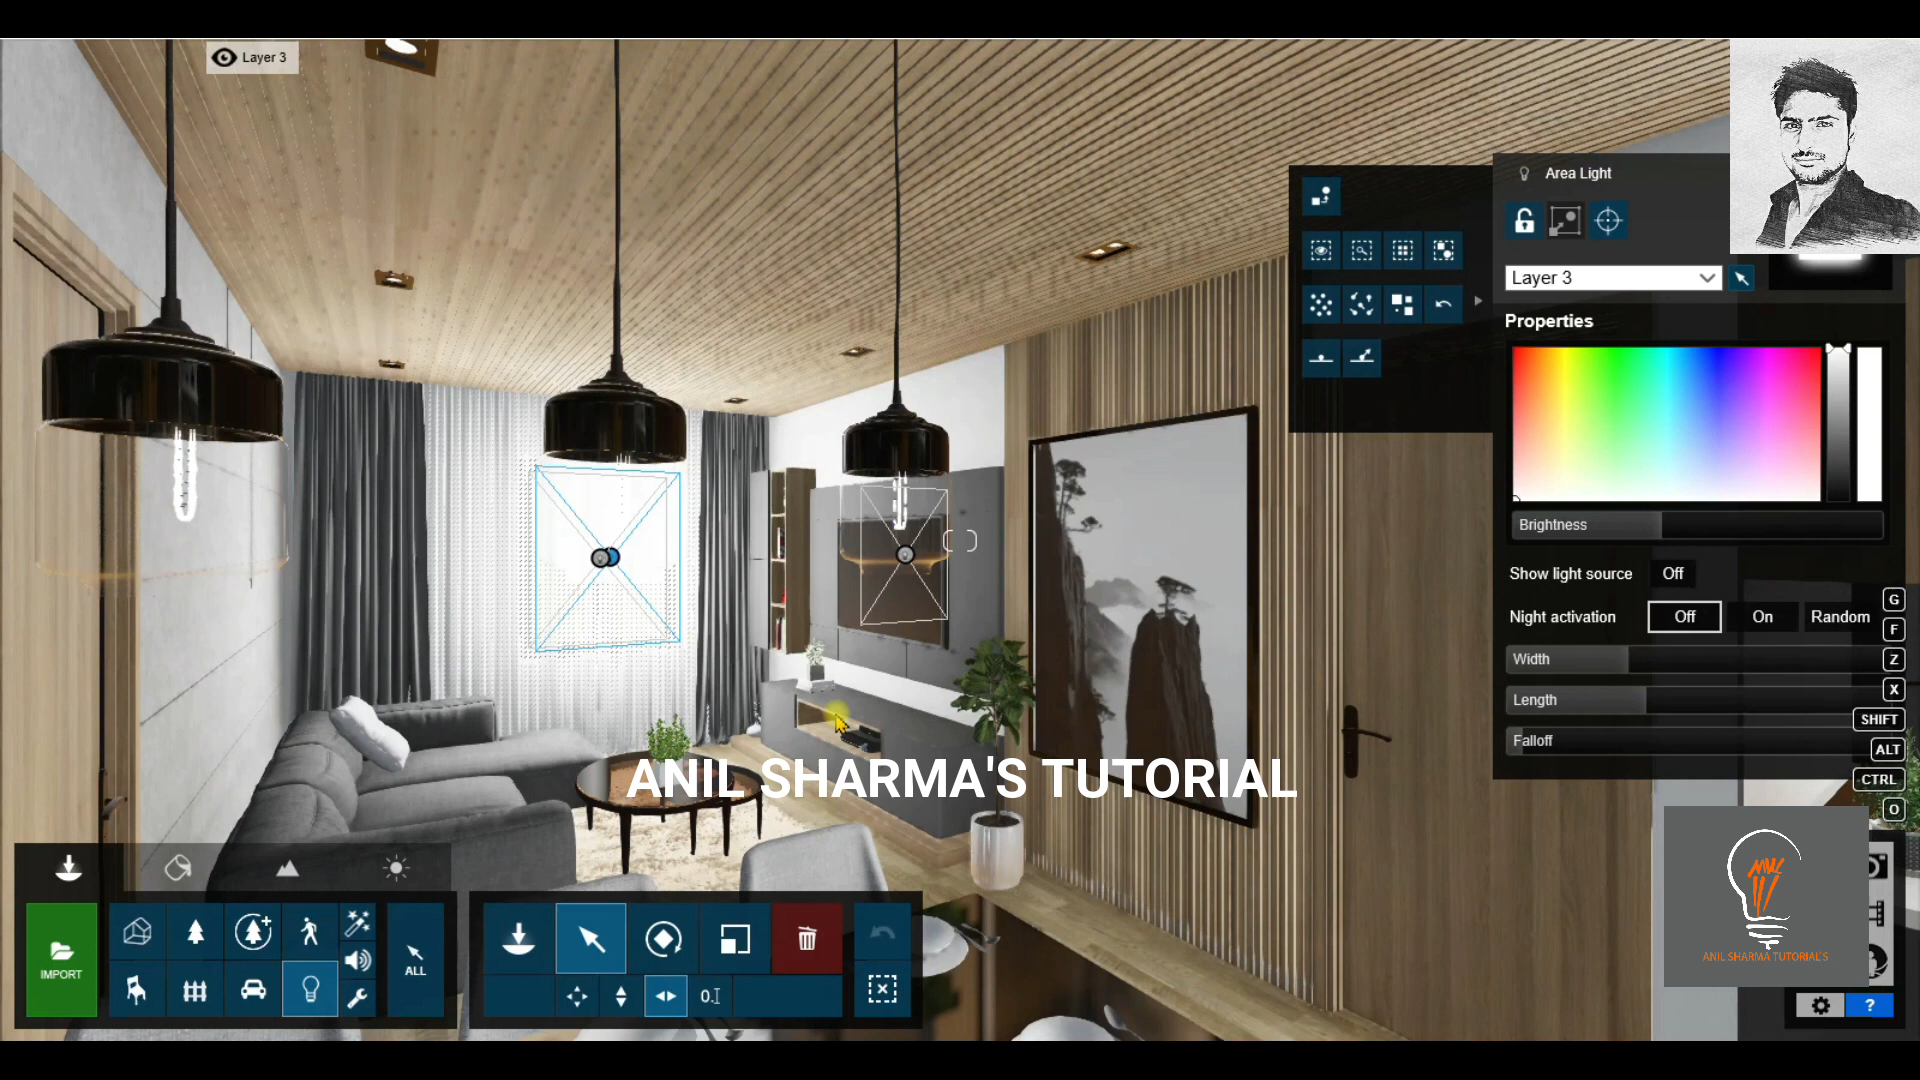 Layer 3
Area Light
Layer 3
Properties
Brightness
Show light source Off
Night activation Off On Random
Width
Length
Falloff
G
F
Z
X
SHIFT
ALT
CTRL
O
ANIL SHARMA'S TUTORIAL
IMPORT
ALL
0.
ANIL SHARMA TUTORIAL'S
?